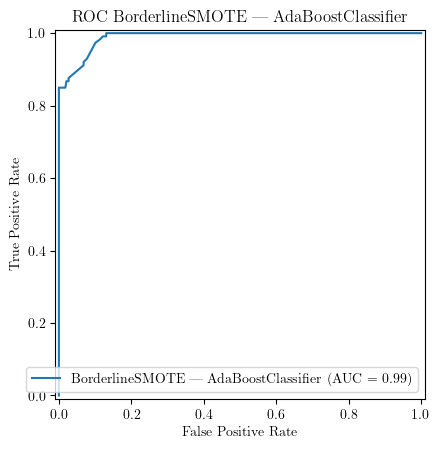 ROC BorderlineSMOTE — AdaBoostClassifier
1.0
0.8
0.6
0.4
0.2
0.0
True Positive Rate
BorderlineSMOTE — AdaBoostClassifier (AUC = 0.99)
0.0 0.2 0.4 0.6 0.8 1.0
False Positive Rate